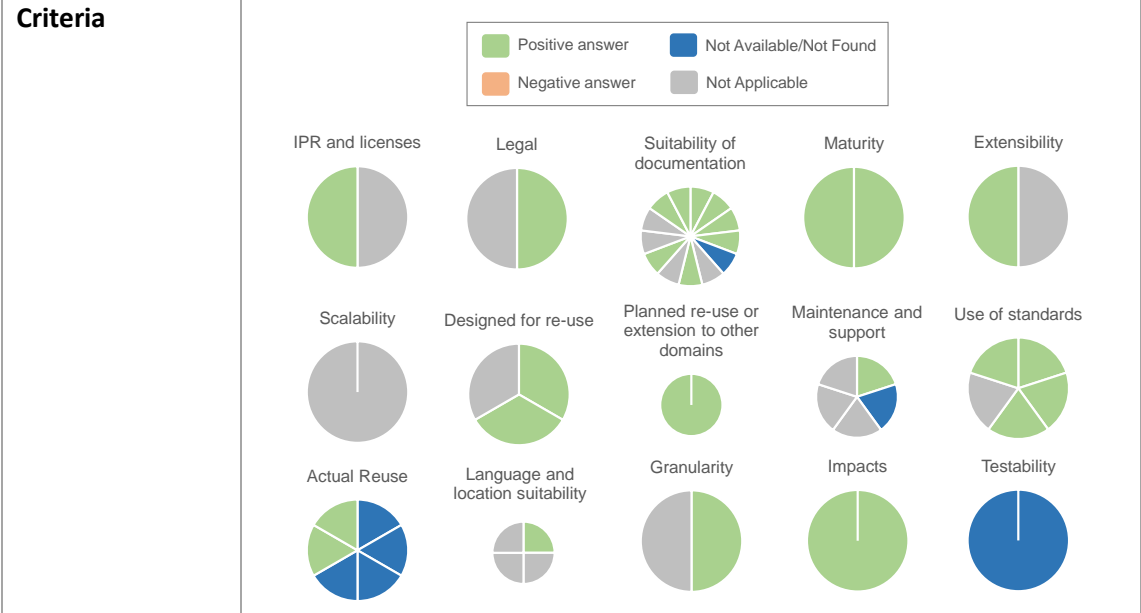 Criteria
Positive answer
Not Available/Not Found
Negative answer
Not Applicable
IPR and licenses
Legal
Suitability of
documentation
Maturity
Extensibility
Scalability
Designed for re-use
Planned re-use or
extension to other
domains
Maintenance and
support
Use of standards
Actual Reuse
Language and
location suitability
Granularity
Impacts
Testability